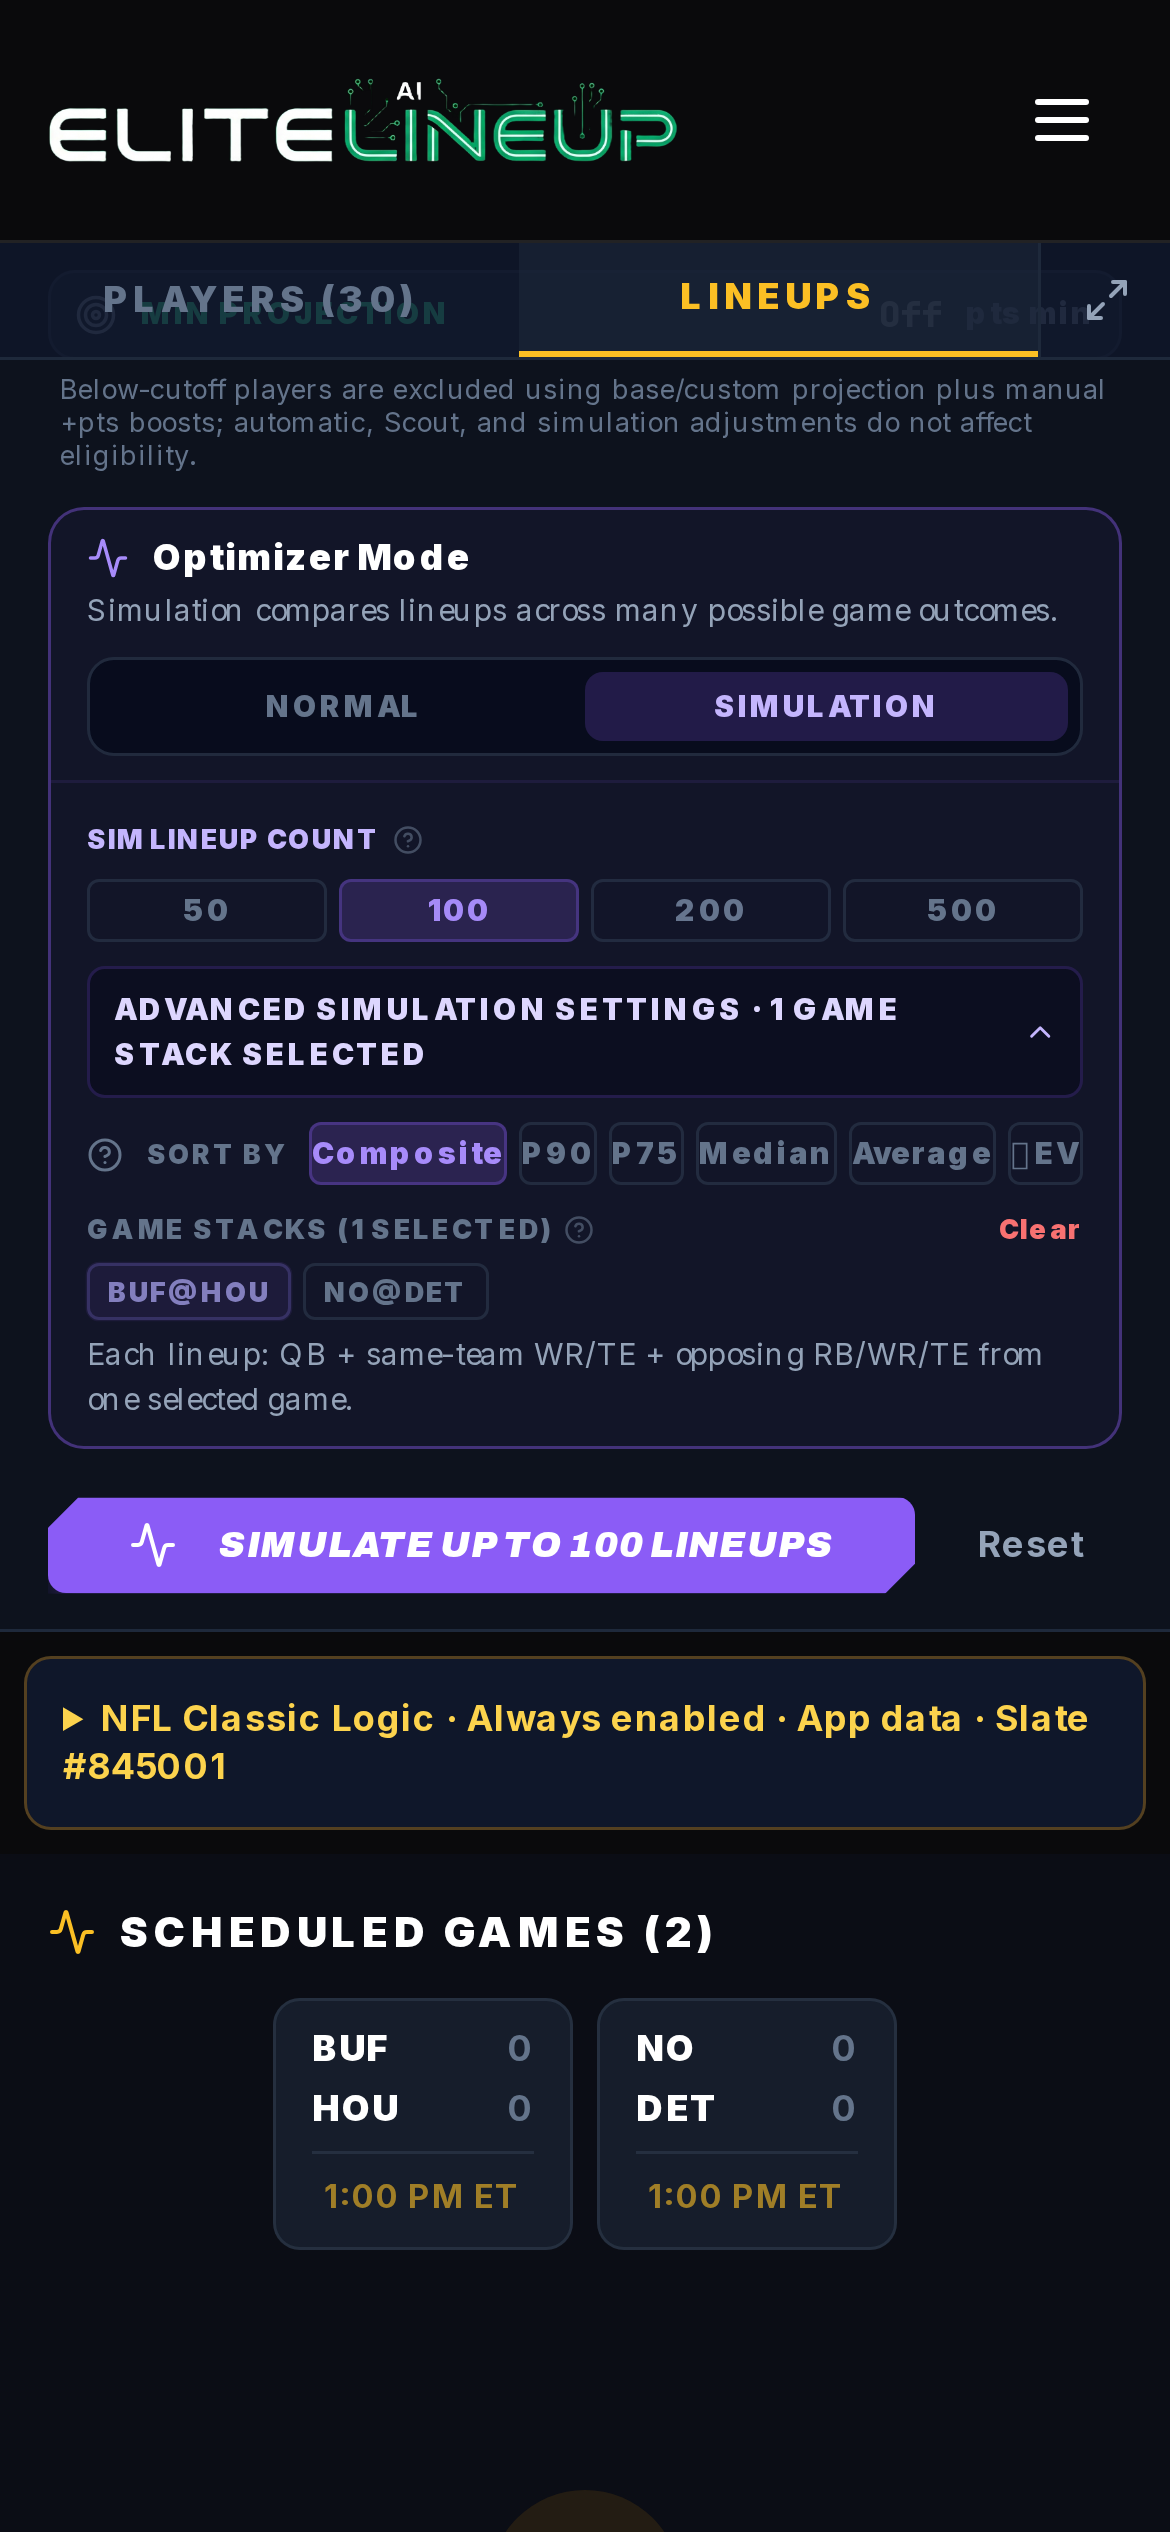 ELITE AI LINEUP
PLAYERS (30)
LINEUPS
MIN PROJECTION
Off pts min
Below-cutoff players are excluded using base/custom projection plus manual
+pts boosts; automatic, Scout, and simulation adjustments do not affect
eligibility.
Optimizer Mode
Simulation compares lineups across many possible game outcomes.
NORMAL
SIMULATION
SIM LINEUP COUNT
50
100
200
500
ADVANCED SIMULATION SETTINGS · 1 GAME
STACK SELECTED
SORT BY
Composite
P90
P75
Median
Average
EV
GAME STACKS (1 SELECTED)
Clear
BUF@HOU
NO@DET
Each lineup: QB + same-team WR/TE + opposing RB/WR/TE from
one selected game.
SIMULATE UP TO 100 LINEUPS
Reset
▶ NFL Classic Logic · Always enabled · App data · Slate
#845001
SCHEDULED GAMES (2)
BUF 0
HOU 0
1:00 PM ET
NO 0
DET 0
1:00 PM ET